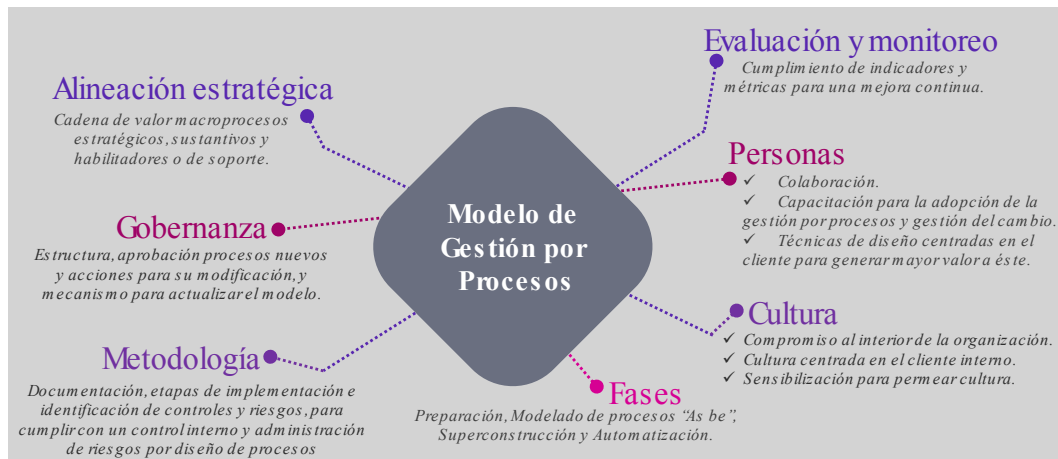 Alineación estratégica
Cadena de valor macroprocesos
estratégicos, sustantivos y
habilitadores o de soporte.
Gobernanza
Estructura, aprobación procesos nuevos
y acciones para su modificación, y
mecanismo para actualizar el modelo.
Metodología
Documentación, etapas de implementación e
identificación de controles y riesgos, para
cumplir con un control interno y administración
de riesgos por diseño de procesos
Modelo de
Gestión por
Procesos
Evaluación y monitoreo
Cumplimiento de indicadores y
métricas para una mejora continua.
Personas
✓ Colaboración.
✓ Capacitación para la adopción de la
gestión por procesos y gestión del cambio.
✓ Técnicas de diseño centradas en el
cliente para generar mayor valor a éste.
Cultura
✓ Compromiso al interior de la organización.
✓ Cultura centrada en el cliente interno.
✓ Sensibilización para permear cultura.
Fases
Preparación, Modelado de procesos “As be”,
Superconstrucción y Automatización.